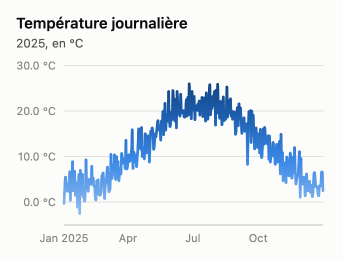 Température journalière
2025, en °C
30.0 °C
20.0 °C
10.0 °C
0.0 °C
Jan 2025 Apr Jul Oct